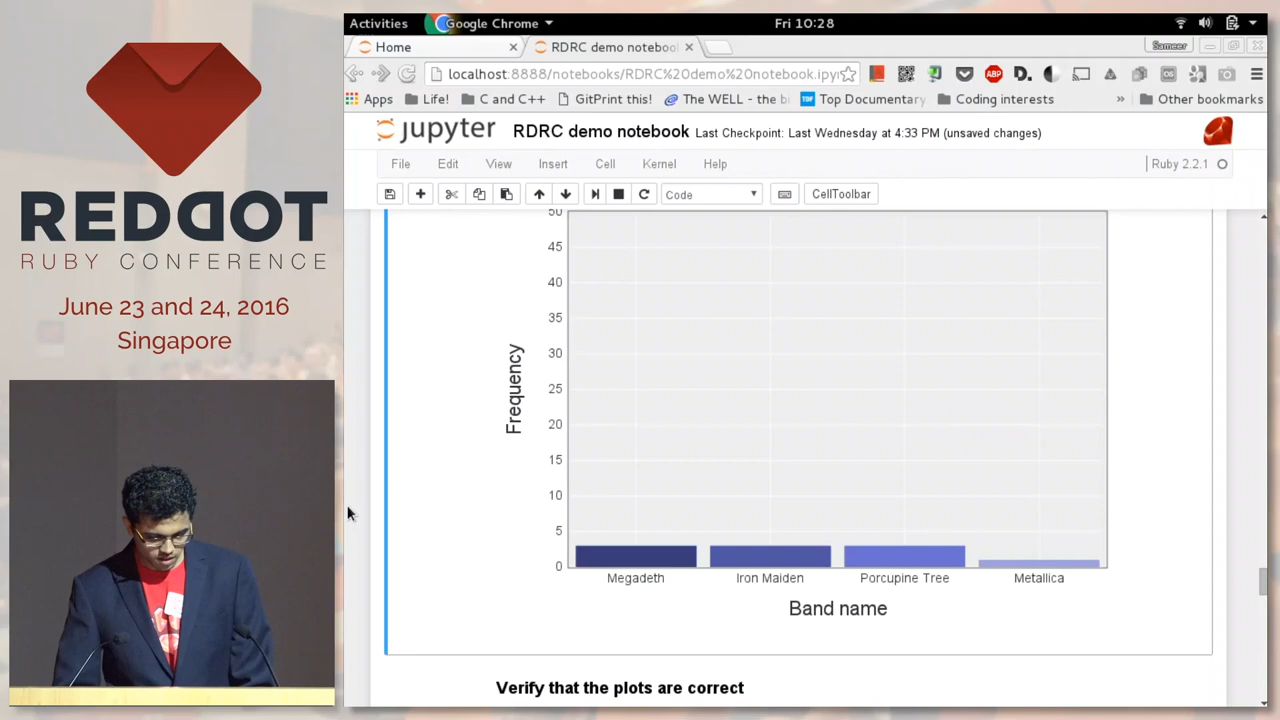 REDDOT
RUBY CONFERENCE
June 23 and 24, 2016
Singapore
Activities
Google Chrome
Fri 10:28
Home
RDRC demo noteboo
Sameer
localhost:8888/notebooks/RDRC%20demo%20notebook.ipy
ABP
D.
Apps
Life!
C and C++
GitPrint this!
The WELL - the b
TDF
Top Documentary
Coding interests
»
Other bookmarks
jupyter
RDRC demo notebook
Last Checkpoint: Last Wednesday at 4:33 PM (unsaved changes)
File
Edit
View
Insert
Cell
Kernel
Help
Ruby 2.2.1
Code
CellToolbar
50
45
40
35
30
25
20
15
10
5
0
Frequency
Megadeth
Iron Maiden
Porcupine Tree
Metallica
Band name
Verify that the plots are correct